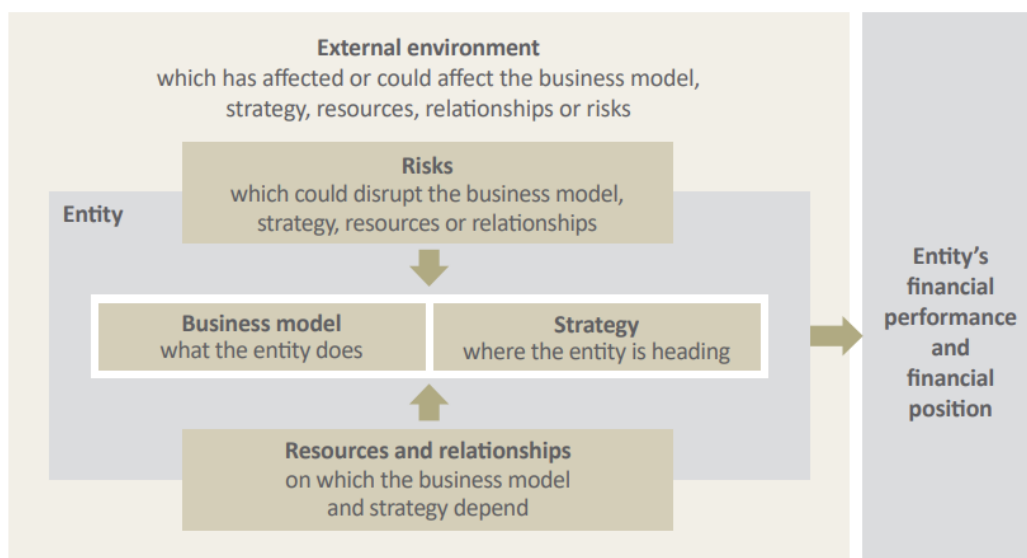 External environment
which has affected or could affect the business model,
strategy, resources, relationships or risks
Risks
which could disrupt the business model,
strategy, resources or relationships
Entity
Business model
what the entity does
Strategy
where the entity is heading
Resources and relationships
on which the business model
and strategy depend
Entity’s
financial
performance
and
financial
position